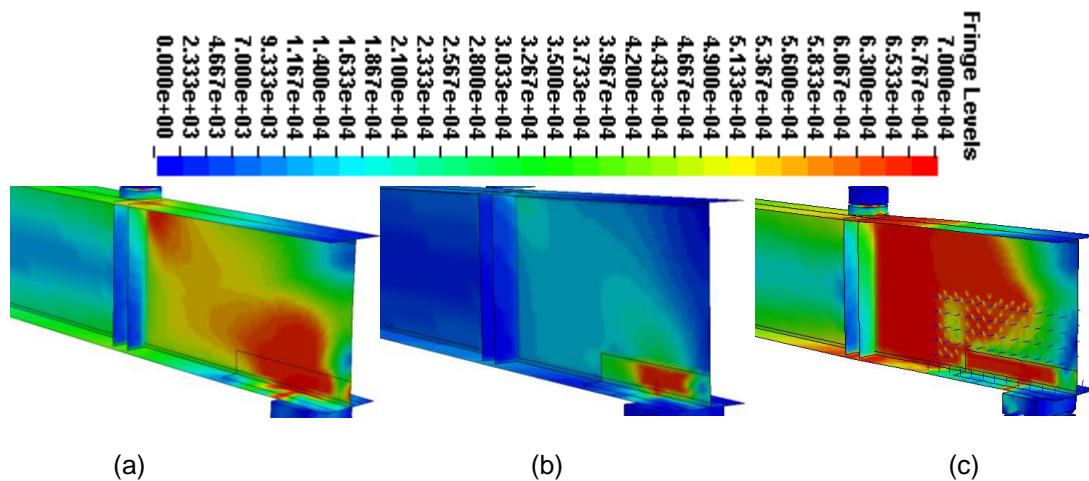 Fringe Levels
7.000e+04
6.767e+04
6.533e+04
6.300e+04
6.067e+04
5.833e+04
5.600e+04
5.367e+04
5.133e+04
4.900e+04
4.667e+04
4.433e+04
4.200e+04
3.967e+04
3.733e+04
3.500e+04
3.267e+04
3.033e+04
2.800e+04
2.567e+04
2.333e+04
2.100e+04
1.867e+04
1.633e+04
1.400e+04
1.167e+04
9.333e+03
7.000e+03
4.667e+03
2.333e+03
0.000e+00
(a)
(b)
(c)